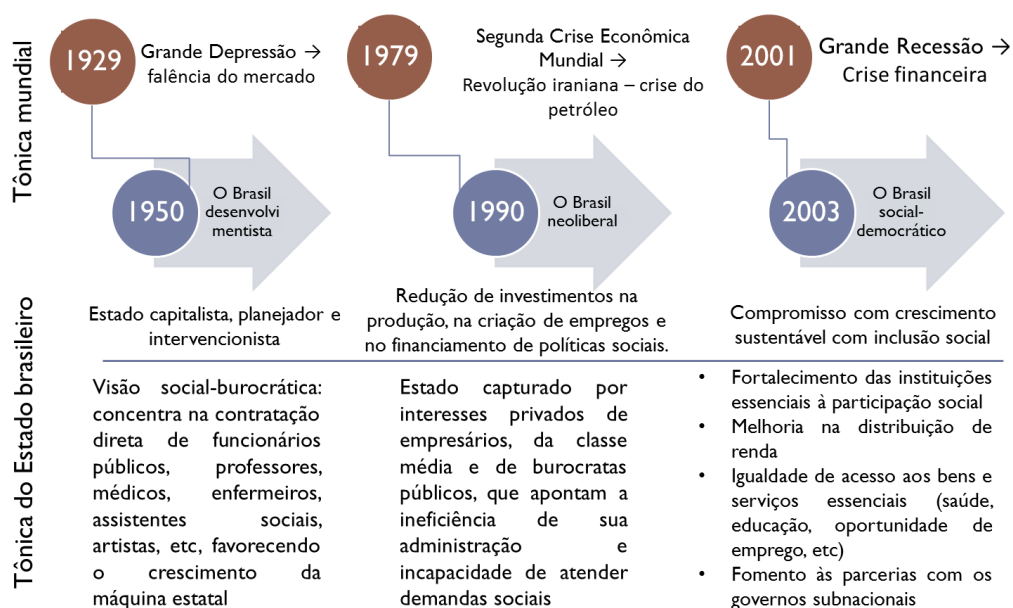 Tônica mundial
1929
Grande Depressão →
falência do mercado
1979
Segunda Crise Econômica
Mundial →
Revolução iraniana – crise do
petróleo
2001
Grande Recessão →
Crise financeira
1950
O Brasil
desenvolvi
mentista
1990
O Brasil
neoliberal
2003
O Brasil
social-
democrático
Tônica do Estado brasileiro
Estado capitalista, planejador e
intervencionista
Redução de investimentos na
produção, na criação de empregos e
no financiamento de políticas sociais.
Compromisso com crescimento
sustentável com inclusão social
Visão social-burocrática:
concentra na contratação
direta de funcionários
públicos, professores,
médicos, enfermeiros,
assistentes sociais,
artistas, etc, favorecendo
o crescimento da
máquina estatal
Estado capturado por
interesses privados de
empresários, da classe
média e de burocratas
públicos, que apontam a
ineficiência de sua
administração e
incapacidade de atender
demandas sociais
• Fortalecimento das instituições
essenciais à participação social
• Melhoria na distribuição de
renda
• Igualdade de acesso aos bens e
serviços essenciais (saúde,
educação, oportunidade de
emprego, etc)
• Fomento às parcerias com os
governos subnacionais